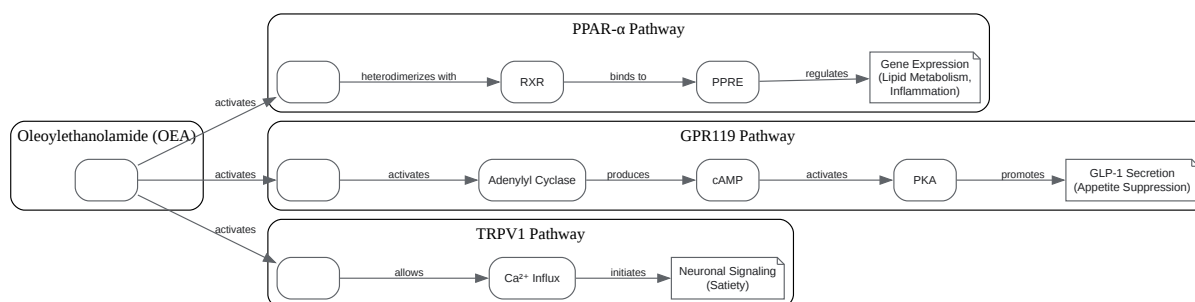 PPAR-α Pathway
heterodimerizes with
RXR
binds to
PPRE
regulates
Gene Expression
(Lipid Metabolism,
Inflammation)
activates
Oleoylethanolamide (OEA)
GPR119 Pathway
activates
activates
Adenylyl Cyclase
produces
cAMP
activates
PKA
promotes
GLP-1 Secretion
(Appetite Suppression)
activates
TRPV1 Pathway
allows
Ca²⁺ Influx
initiates
Neuronal Signaling
(Satiety)